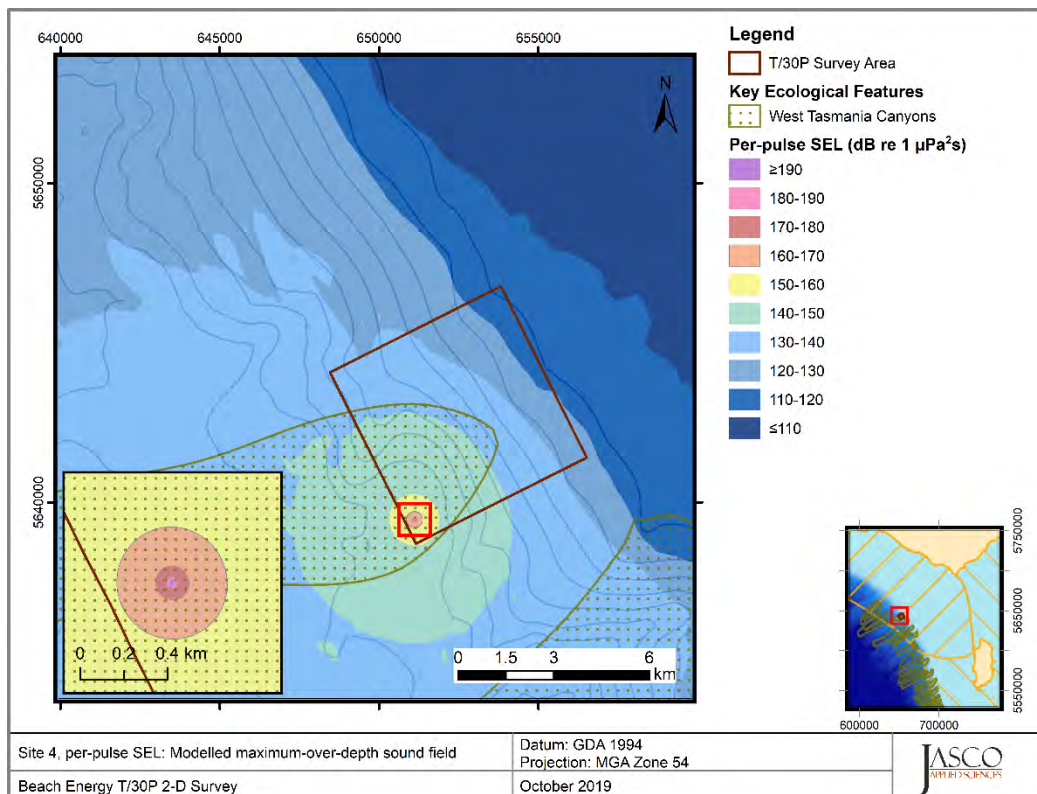 640000 645000 650000 655000
5650000
5640000
N
0 0.2 0.4 km
0 1.5 3 6
km
Legend
T/30P Survey Area
Key Ecological Features
West Tasmania Canyons
Per-pulse SEL (dB re 1 µPa²s)
≥190
180-190
170-180
160-170
150-160
140-150
130-140
120-130
110-120
≤110
5750000
5650000
5550000
600000 700000
Site 4, per-pulse SEL: Modelled maximum-over-depth sound field
Beach Energy T/30P 2-D Survey
Datum: GDA 1994
Projection: MGA Zone 54
October 2019
JASCO
APPLIED SCIENCES